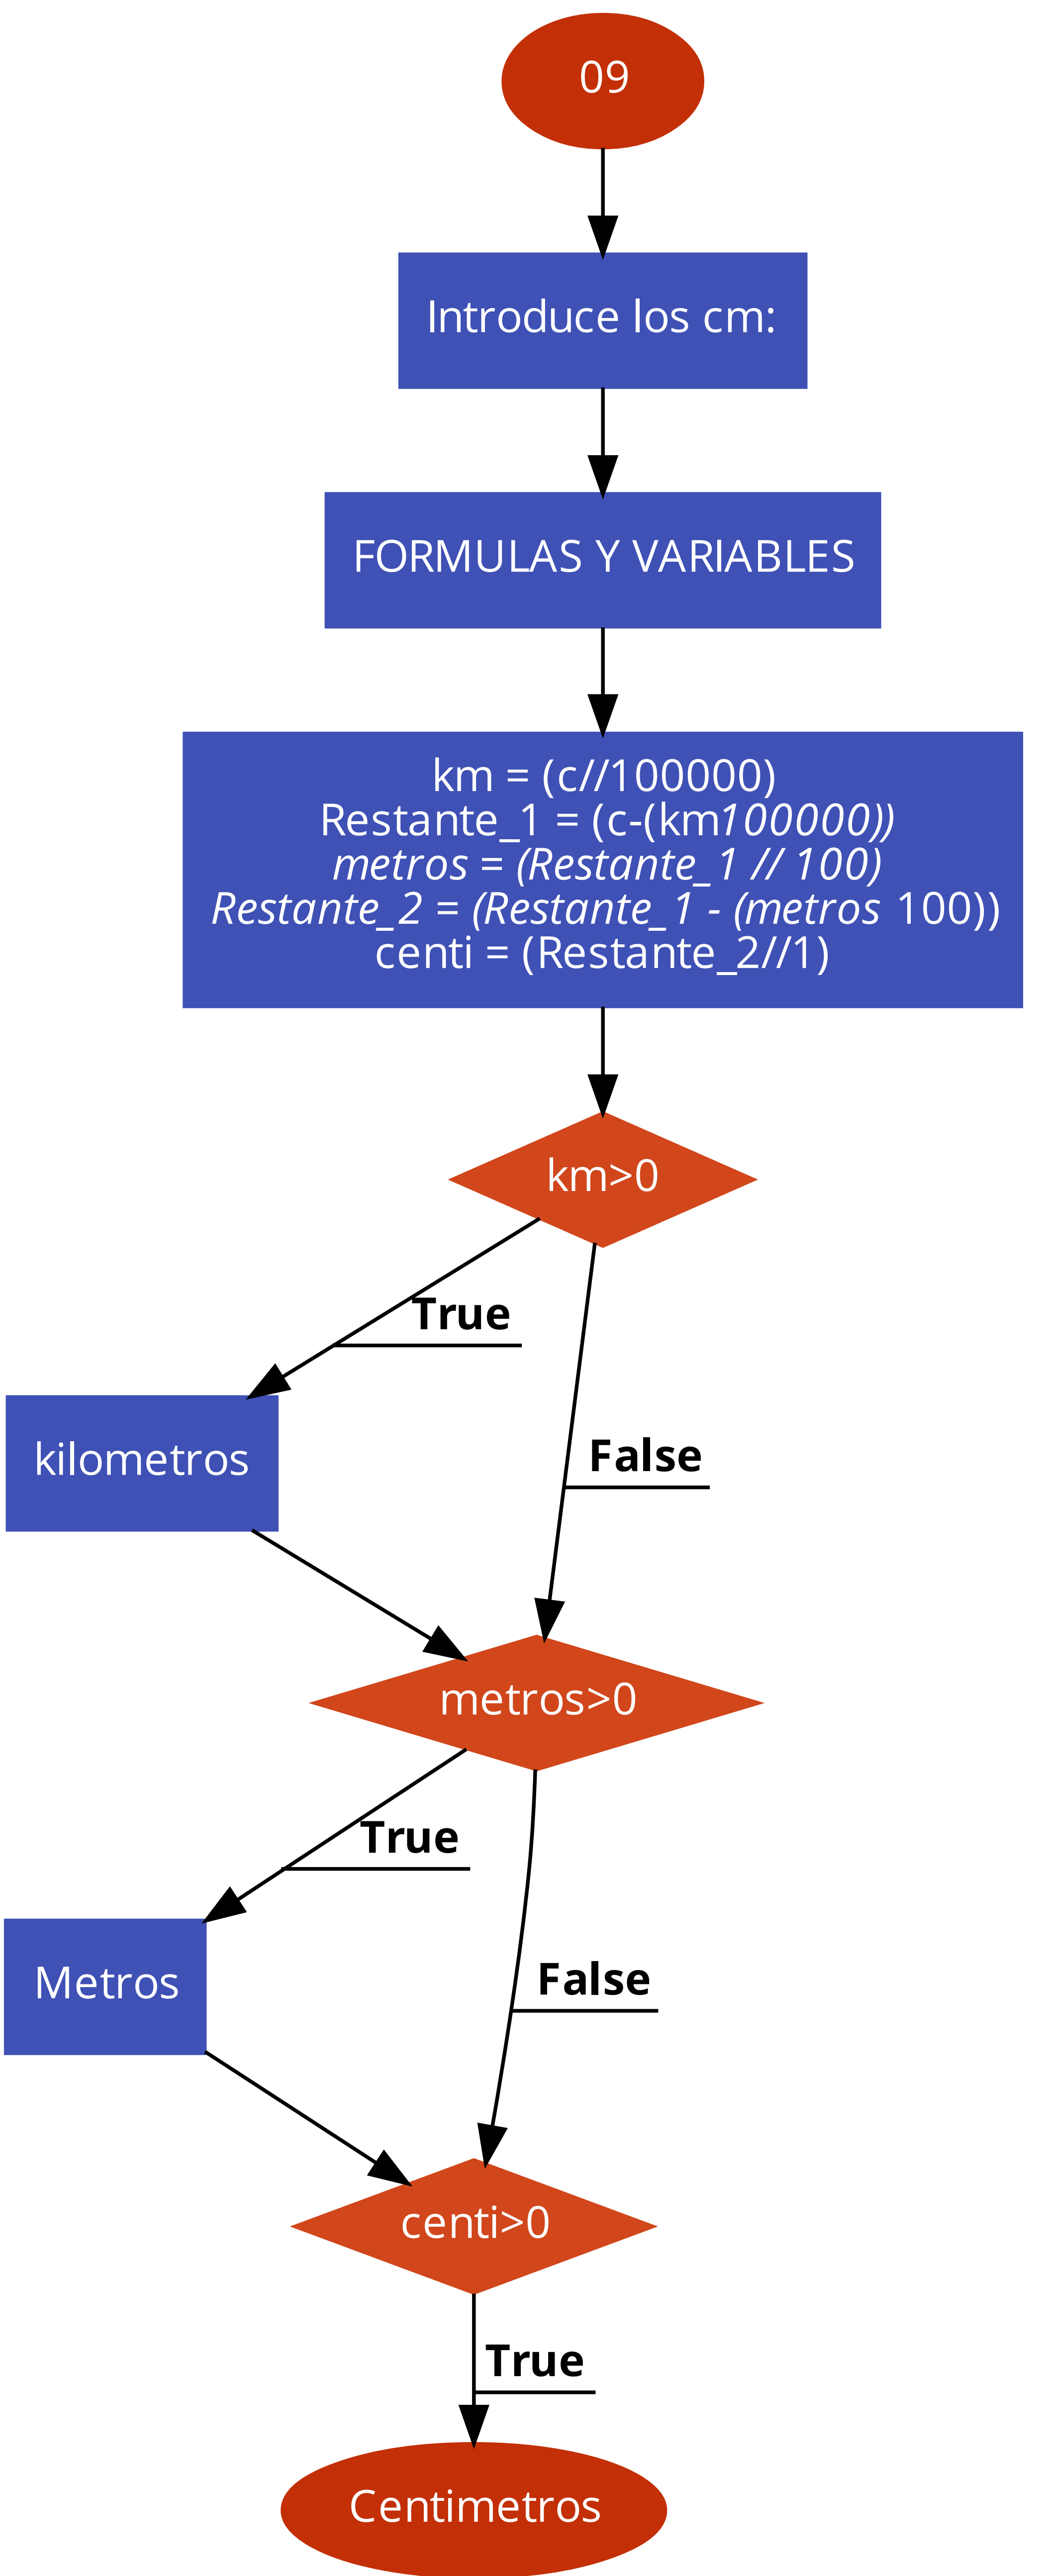 09
Introduce los cm:
FORMULAS Y VARIABLES
km = (c//100000)
Restante_1 = (c-(km100000))
metros = (Restante_1 // 100)
Restante_2 = (Restante_1 - (metros 100))
centi = (Restante_2//1)
km>0
True
False
kilometros
metros>0
True
False
Metros
centi>0
True
Centimetros